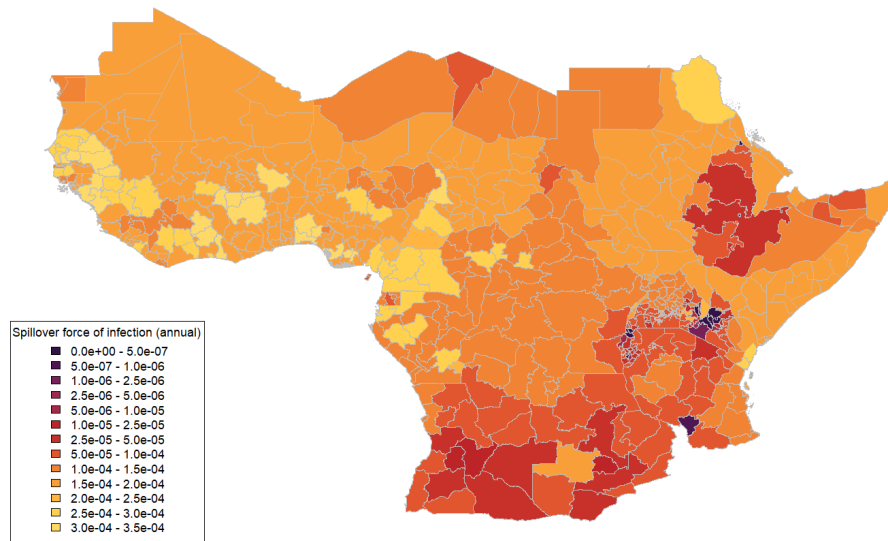 Spillover force of infection (annual)
0.0e+00 - 5.0e-07
5.0e-07 - 1.0e-06
1.0e-06 - 2.5e-06
2.5e-06 - 5.0e-06
5.0e-06 - 1.0e-05
1.0e-05 - 2.5e-05
2.5e-05 - 5.0e-05
5.0e-05 - 1.0e-04
1.0e-04 - 1.5e-04
1.5e-04 - 2.0e-04
2.0e-04 - 2.5e-04
2.5e-04 - 3.0e-04
3.0e-04 - 3.5e-04